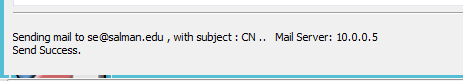 Sending mail to se@salman.edu , with subject : CN .. Mail Server: 10.0.0.5
Send Success.